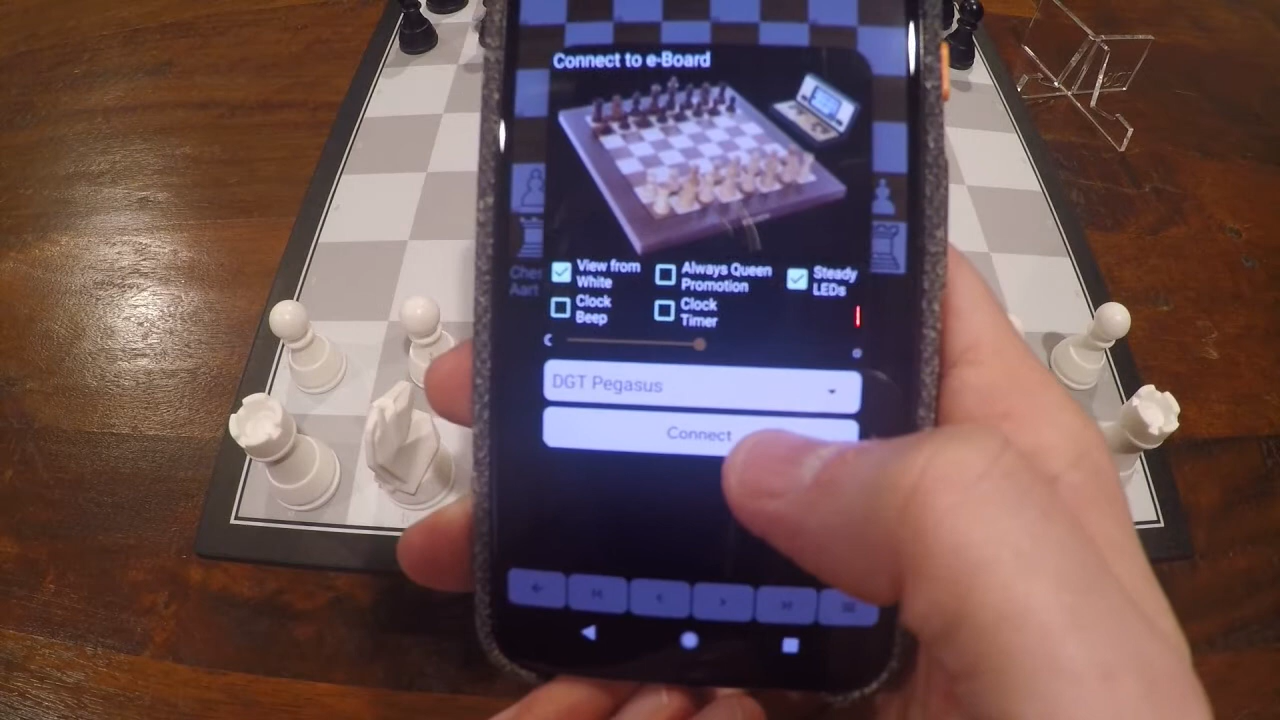 Connect to e-Board
View from
White
Always Queen
Promotion
Steady
LEDs
Clock
Beep
Clock
Timer
DGT Pegasus
Connect